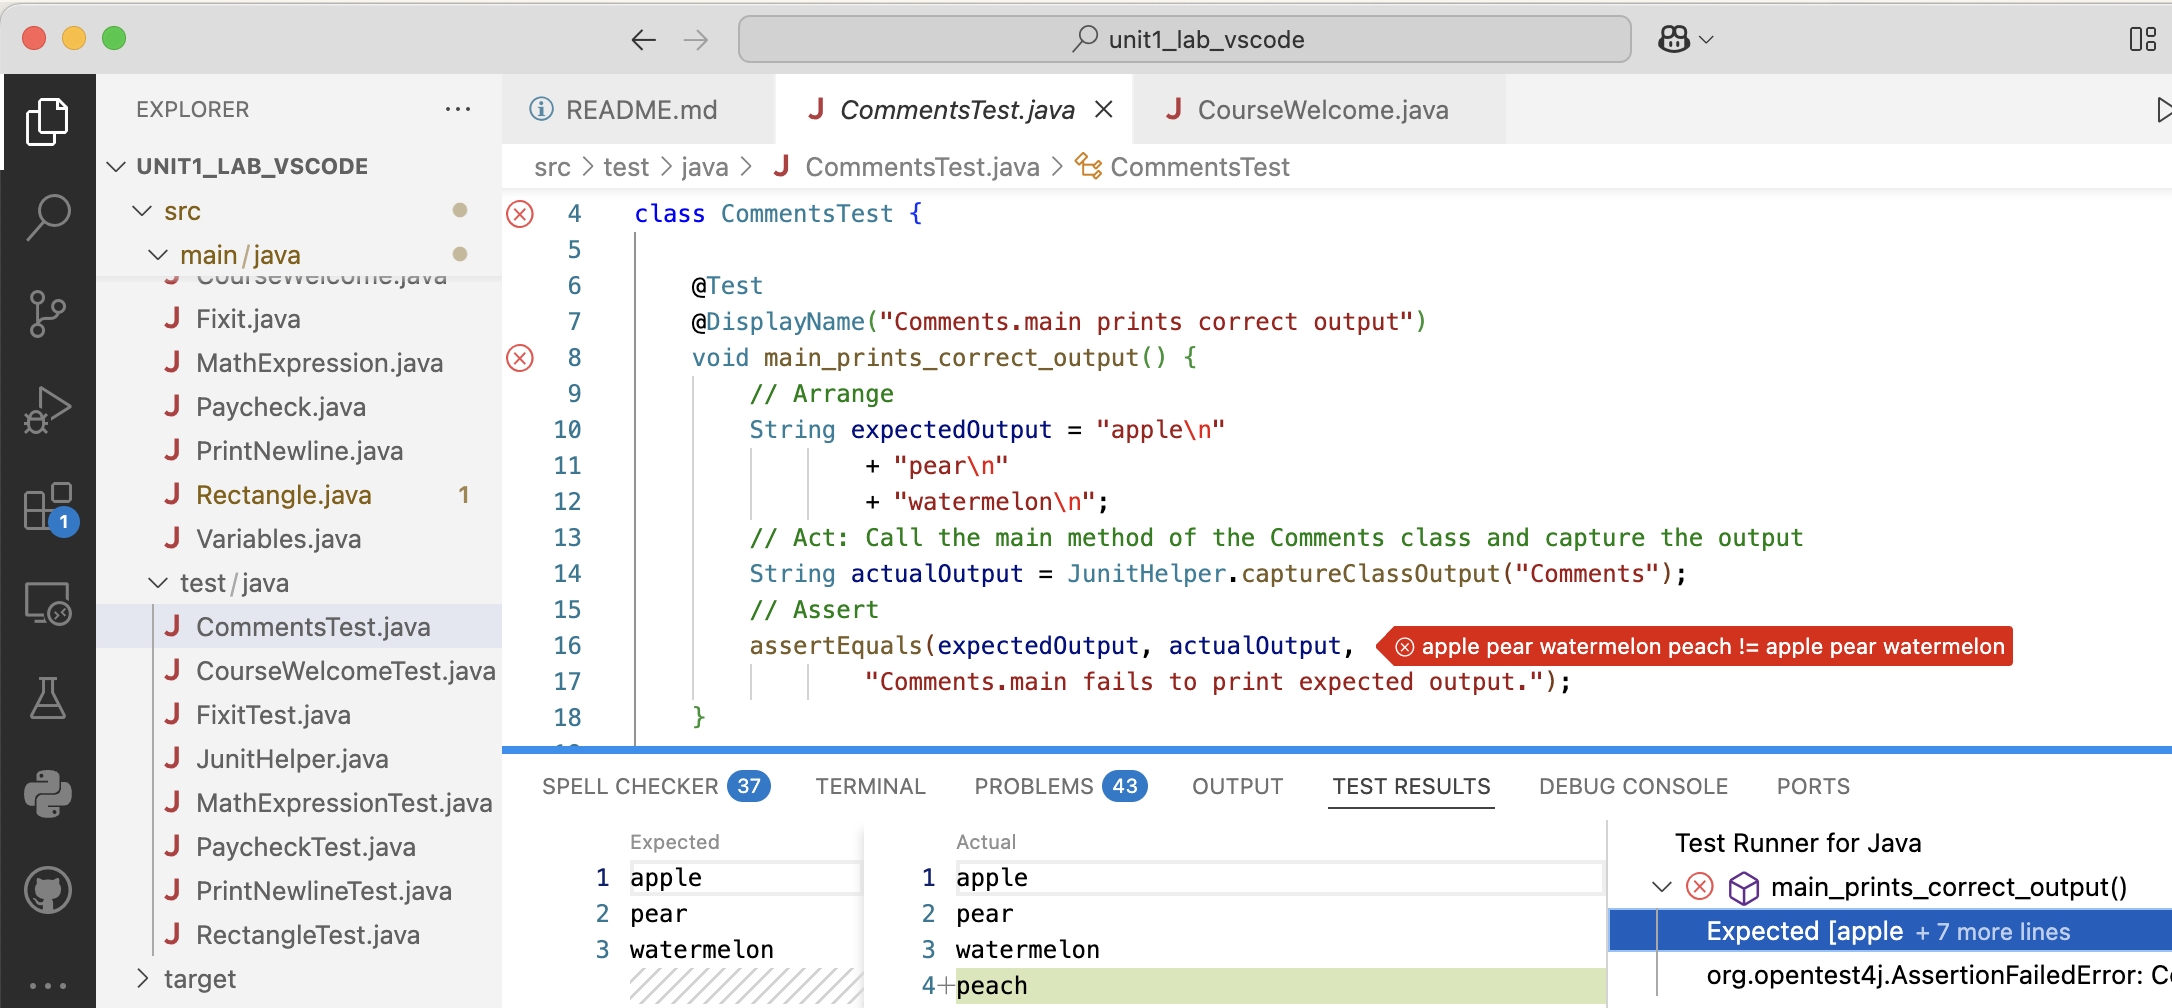 unit1_lab_vscode
EXPLORER
UNIT1_LAB_VSCODE
src
main/java
CourseWelcome.java
Fixit.java
MathExpression.java
Paycheck.java
PrintNewline.java
Rectangle.java 1
Variables.java
test/java
CommentsTest.java
CourseWelcomeTest.java
FixitTest.java
JunitHelper.java
MathExpressionTest.java
PaycheckTest.java
PrintNewlineTest.java
RectangleTest.java
target
1
README.md
CommentsTest.java
CourseWelcome.java
src > test > java > CommentsTest.java > CommentsTest
4 class CommentsTest {
5
6 @Test
7 @DisplayName("Comments.main prints correct output")
8 void main_prints_correct_output() {
9 // Arrange
10 String expectedOutput = "apple\n"
11 + "pear\n"
12 + "watermelon\n";
13 // Act: Call the main method of the Comments class and capture the output
14 String actualOutput = JunitHelper.captureClassOutput("Comments");
15 // Assert
16 assertEquals(expectedOutput, actualOutput, apple pear watermelon peach != apple pear watermelon
17 "Comments.main fails to print expected output.");
18 }
SPELL CHECKER 37 TERMINAL PROBLEMS 43 OUTPUT TEST RESULTS DEBUG CONSOLE PORTS
Expected
1 apple
2 pear
3 watermelon
Actual
1 apple
2 pear
3 watermelon
4+peach
Test Runner for Java
main_prints_correct_output()
Expected [apple + 7 more lines
org.opentest4j.AssertionFailedError: